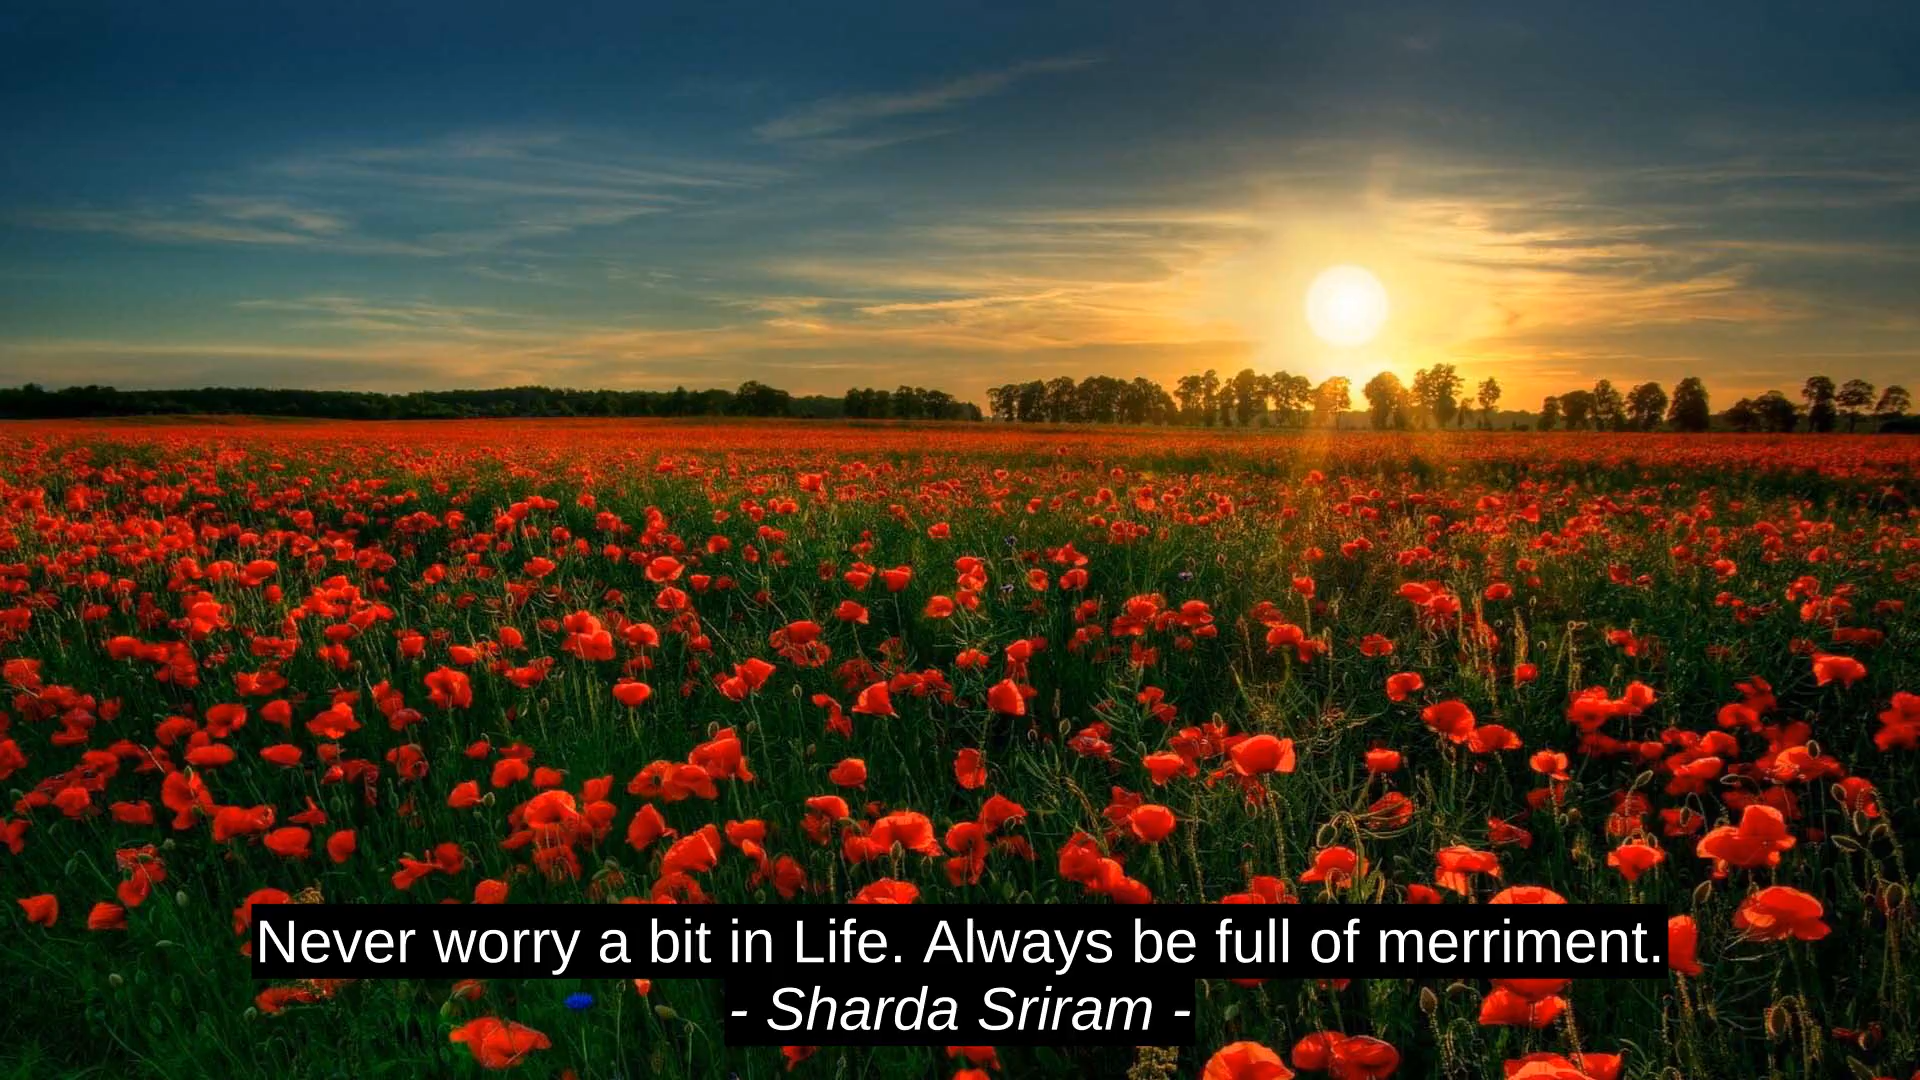 Never worry a bit in Life. Always be full of merriment.
- Sharda Sriram -